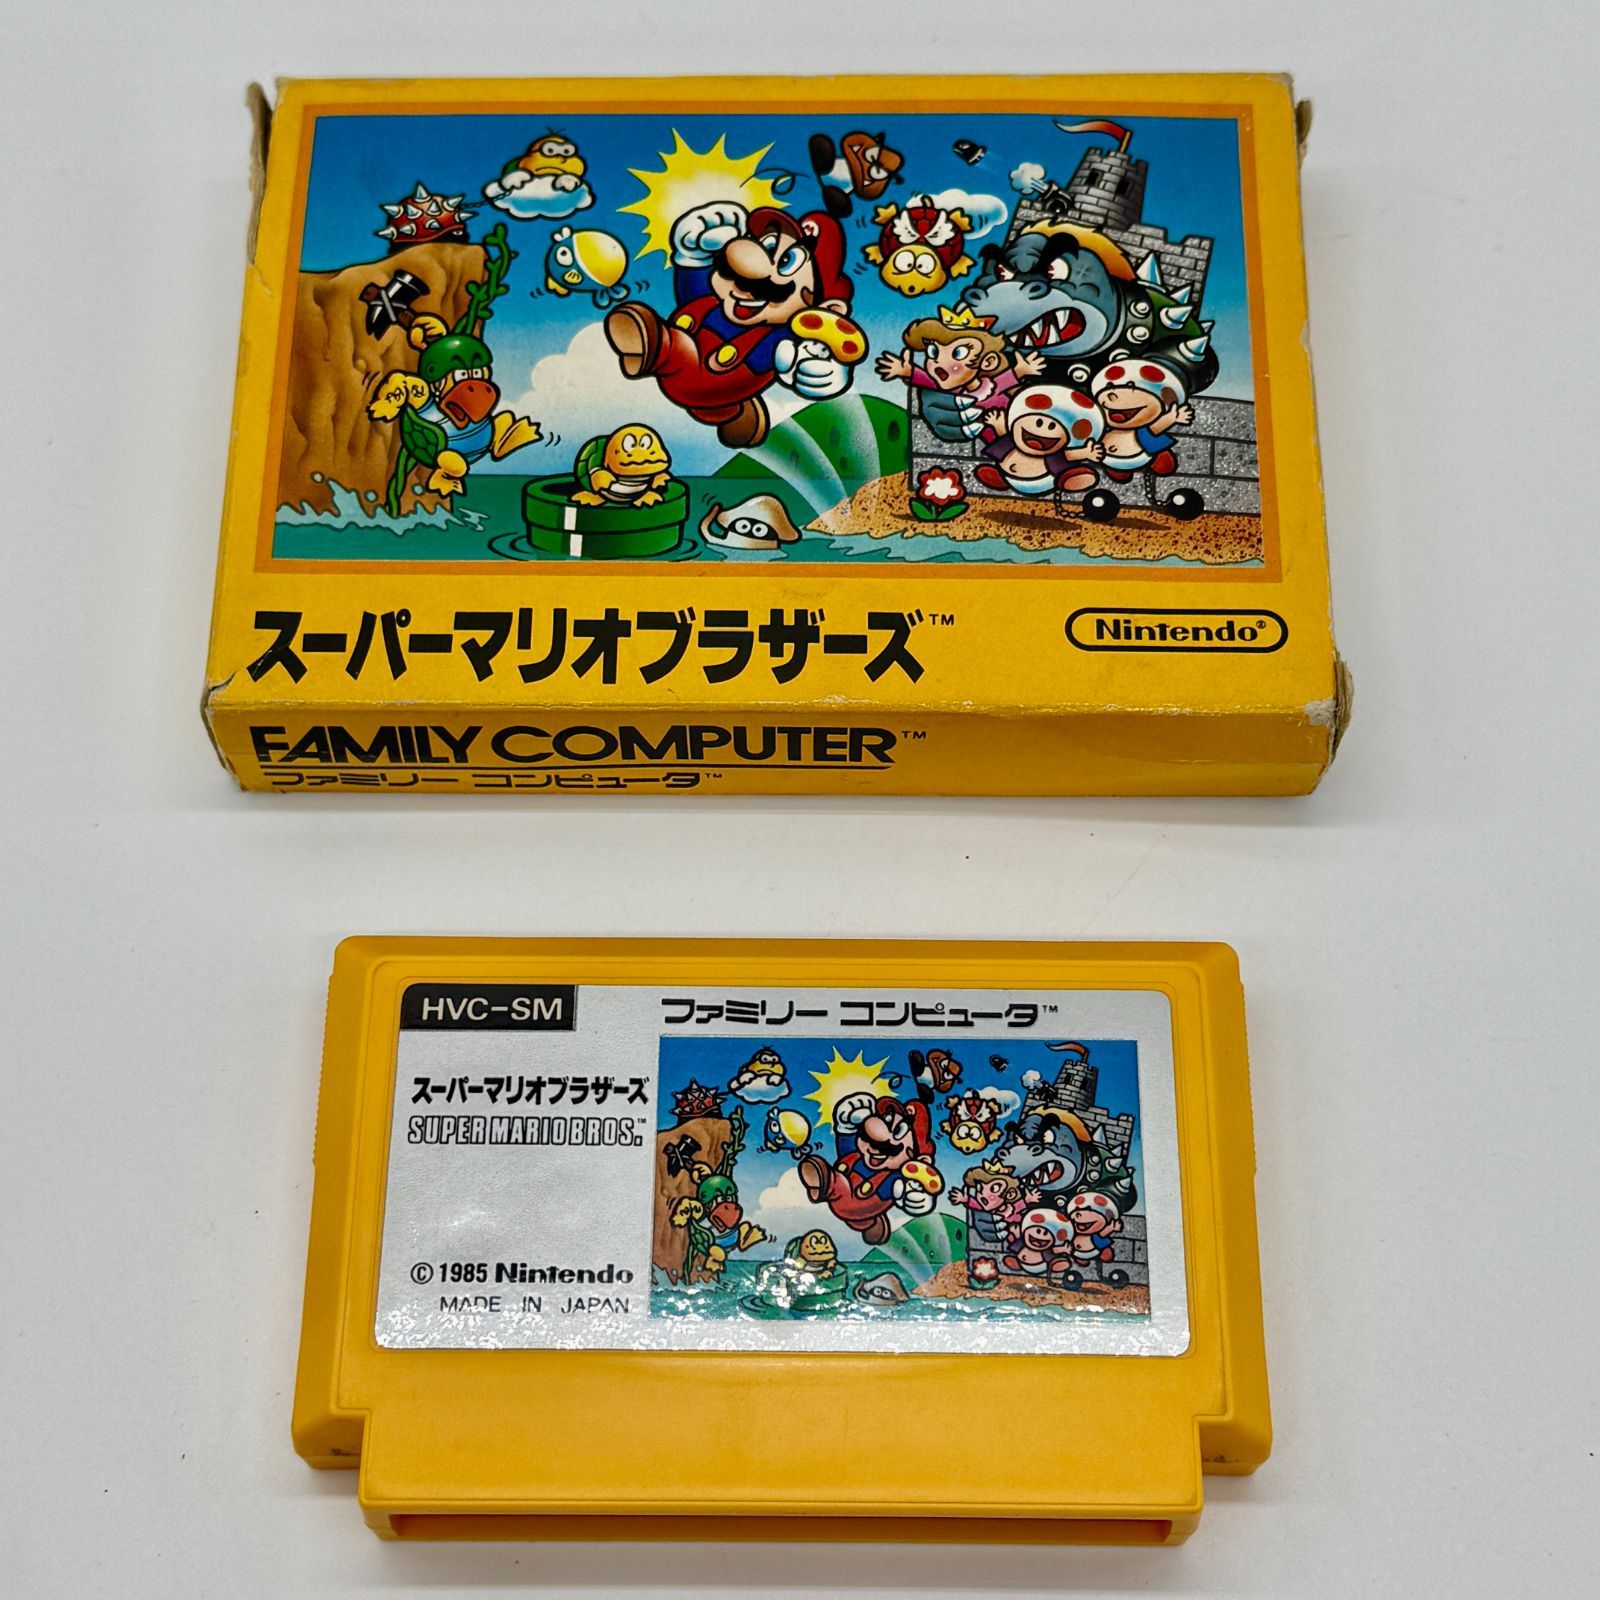 スーパーマリオブラザーズ™
Nintendo®
FAMILY COMPUTER™
ファミリー コンピュータ™
HVC-SM
ファミリー コンピュータ™
スーパーマリオブラザーズ
SUPER MARIO BROS.™
© 1985 Nintendo
MADE IN JAPAN